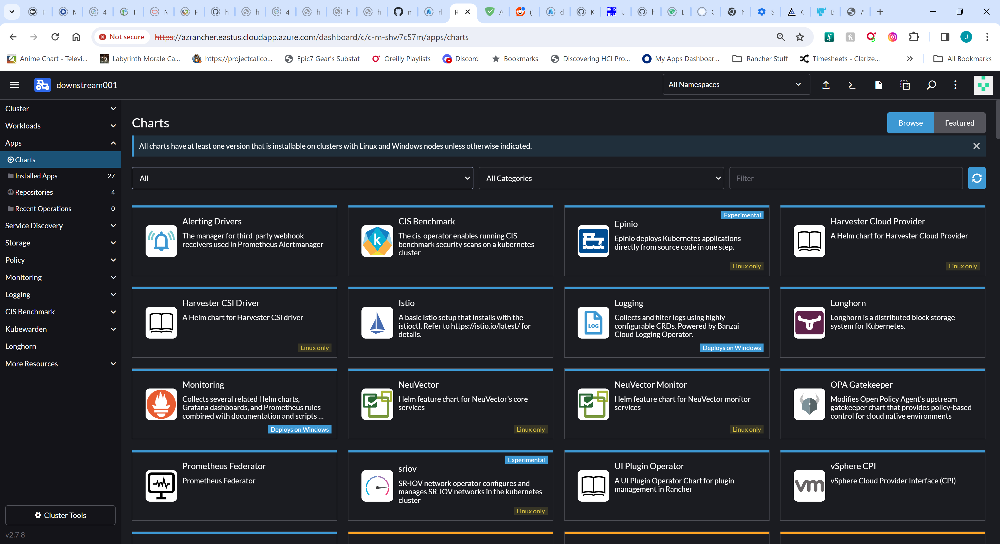 Not secure https://azrancher.eastus.cloudapp.azure.com/dashboard/c/c-m-shw7c57m/apps/charts
Anime Chart - Televi...
Labyrinth Morale Ca...
https://projectcalico...
Epic7 Gear's Substat
Oreilly Playlists
Discord
Bookmarks
Discovering HCI Pro...
My Apps Dashboar...
Rancher Stuff
Timesheets - Clarize...
All Bookmarks
downstream001
All Namespaces
Cluster
Workloads
Apps
Charts
Installed Apps 27
Repositories 4
Recent Operations 0
Service Discovery
Storage
Policy
Monitoring
Logging
CIS Benchmark
Kubewarden
Longhorn
More Resources
Cluster Tools
v2.7.8
Charts
Browse
Featured
All charts have at least one version that is installable on clusters with Linux and Windows nodes unless otherwise indicated.
All
All Categories
Filter
Alerting Drivers
The manager for third-party webhook
receivers used in Prometheus Alertmanager
CIS Benchmark
The cis-operator enables running CIS
benchmark security scans on a kubernetes
cluster
Experimental
Epinio
Epinio deploys Kubernetes applications
directly from source code in one step.
Linux only
Harvester Cloud Provider
A Helm chart for Harvester Cloud Provider
Linux only
Harvester CSI Driver
A Helm chart for Harvester CSI driver
Linux only
Istio
A basic Istio setup that installs with the
istioctl. Refer to https://istio.io/latest/ for
details.
LOG
Logging
Collects and filter logs using highly
configurable CRDs. Powered by Banzai
Cloud Logging Operator.
Deploys on Windows
Longhorn
Longhorn is a distributed block storage
system for Kubernetes.
Monitoring
Collects several related Helm charts,
Grafana dashboards, and Prometheus rules
combined with documentation and scripts ...
Deploys on Windows
NeuVector
Helm feature chart for NeuVector's core
services
Linux only
NeuVector Monitor
Helm feature chart for NeuVector monitor
services
Linux only
OPA Gatekeeper
Modifies Open Policy Agent's upstream
gatekeeper chart that provides policy-based
control for cloud native environments
Prometheus Federator
Prometheus Federator
Experimental
sriov
SR-IOV network operator configures and
manages SR-IOV networks in the kubernetes
cluster
Linux only
UI Plugin Operator
A UI Plugin Operator Chart for plugin
management in Rancher
vm
vSphere CPI
vSphere Cloud Provider Interface (CPI)